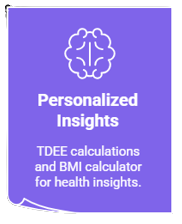 Personalized
Insights
TDEE calculations
and BMI calculator
for health insights.